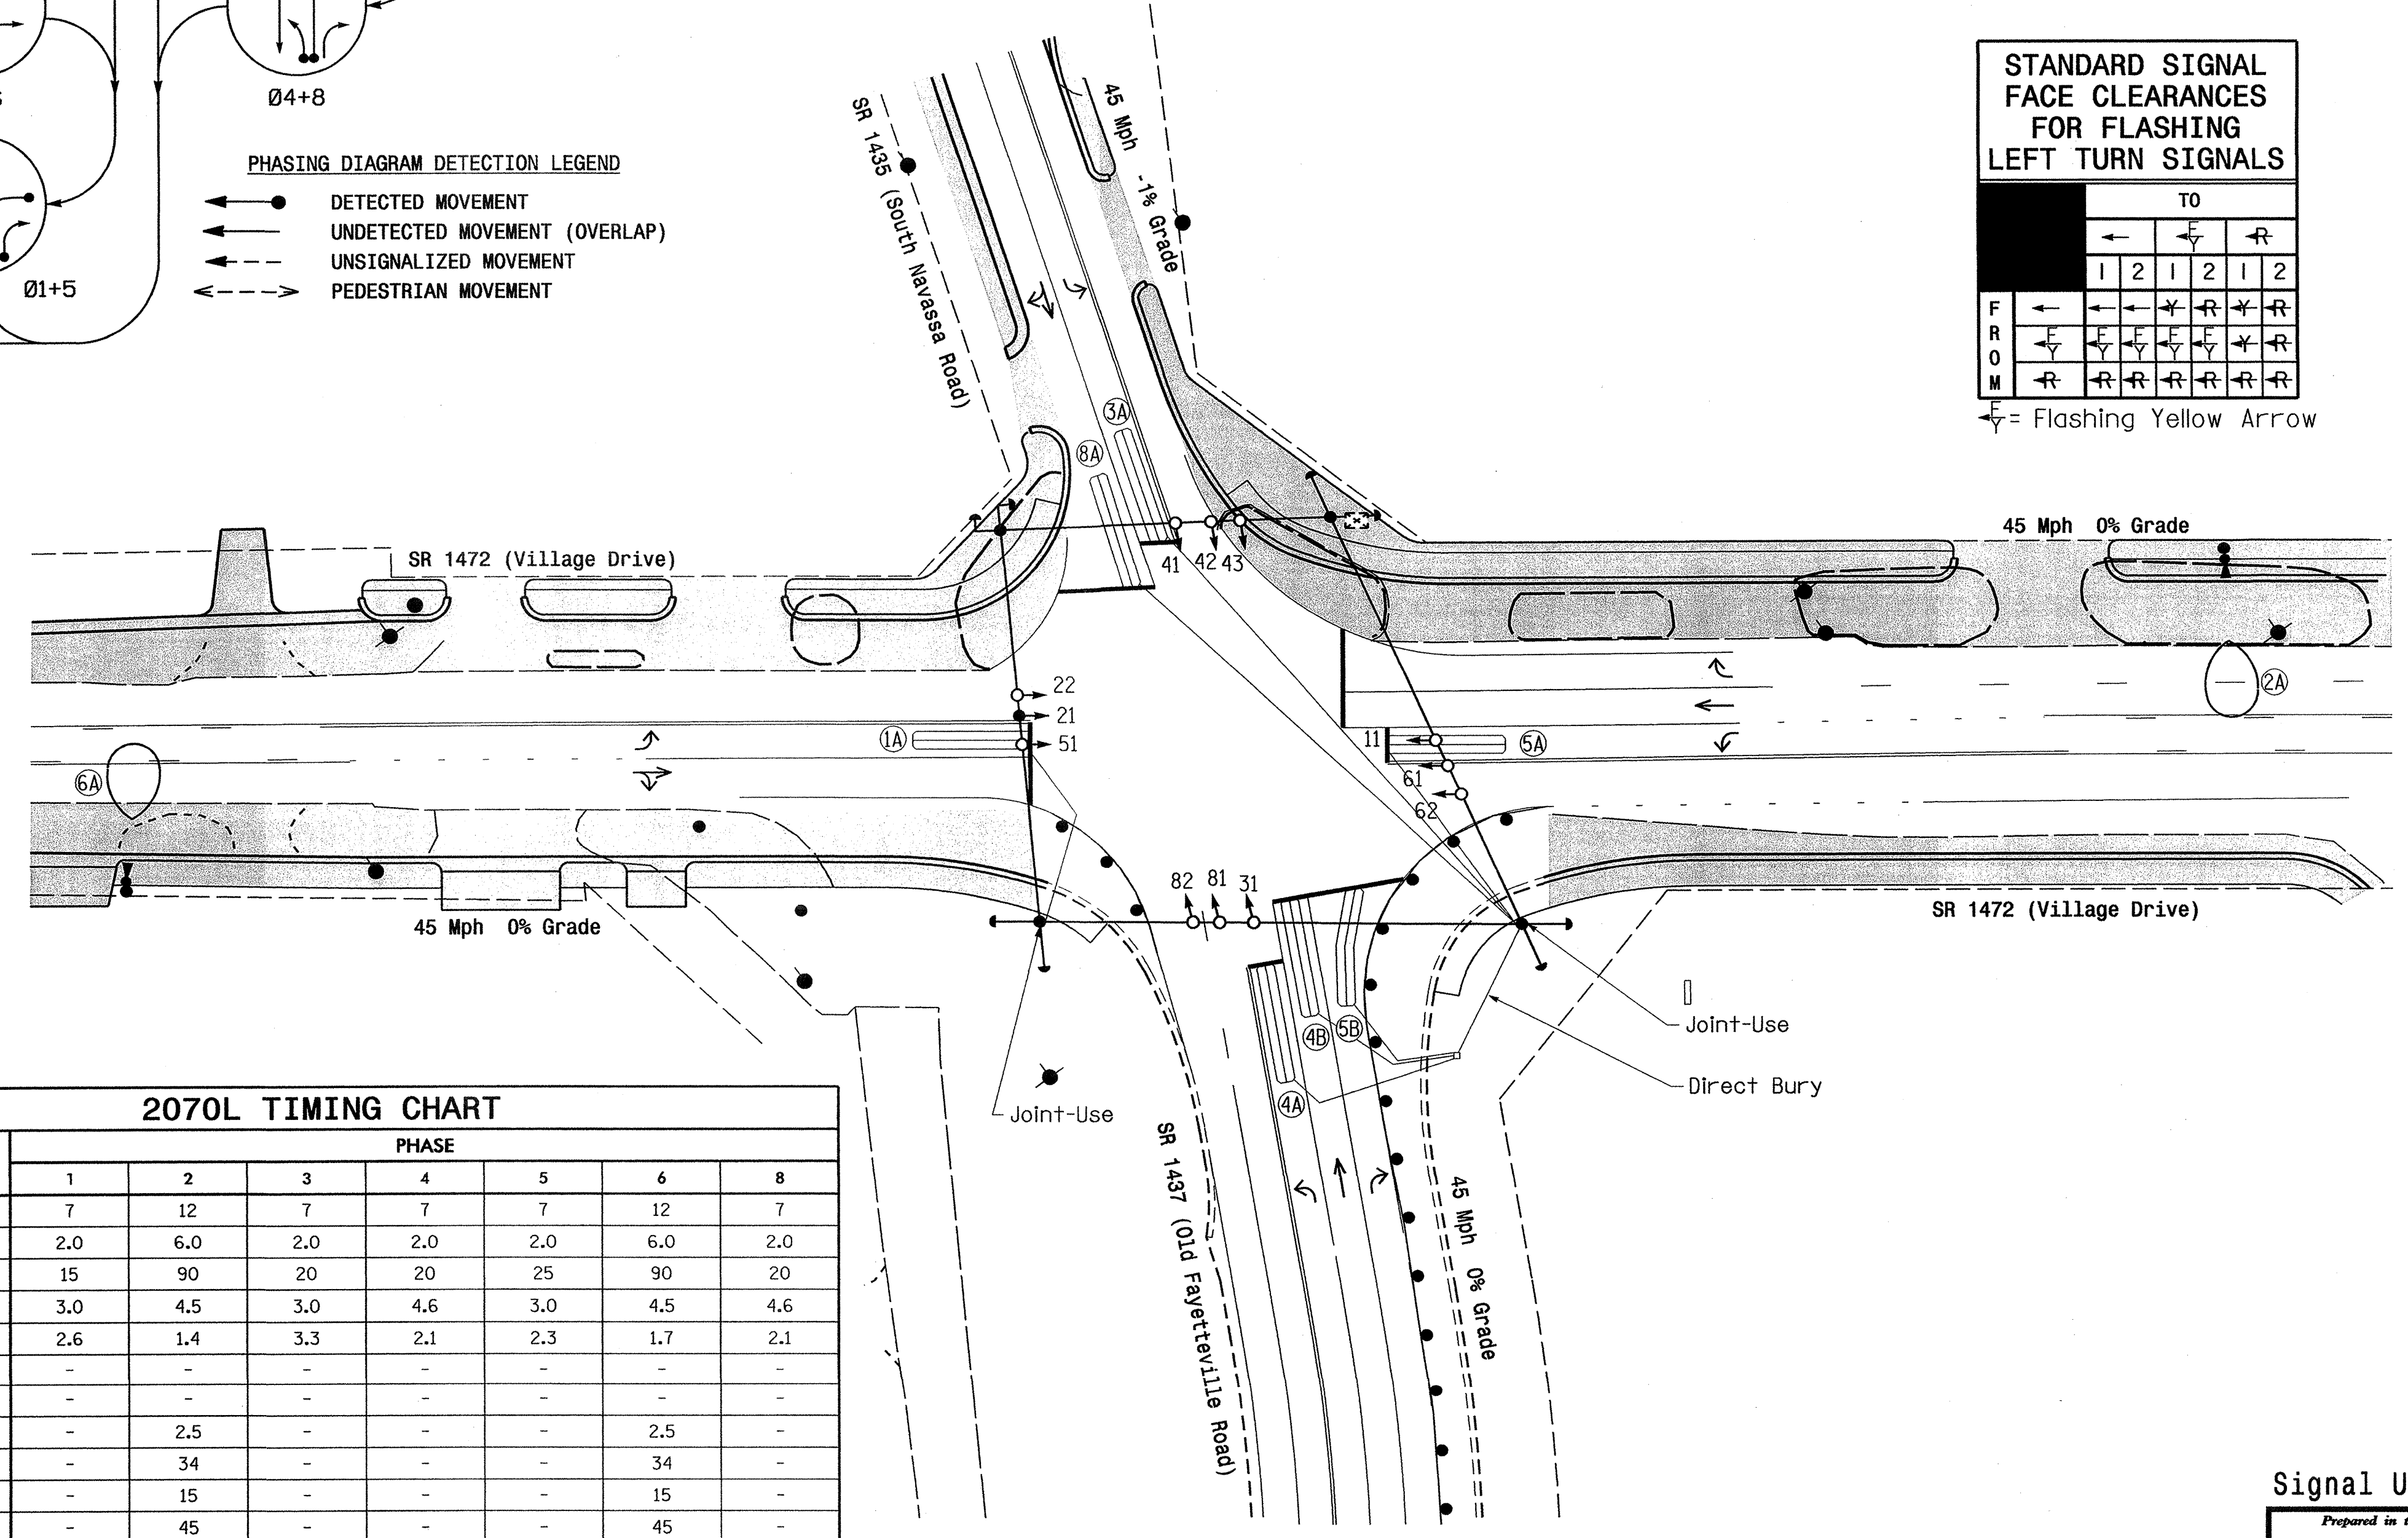 Ø4+8
Ø1+5
PHASING DIAGRAM DETECTION LEGEND
DETECTED MOVEMENT
UNDETECTED MOVEMENT (OVERLAP)
UNSIGNALIZED MOVEMENT
PEDESTRIAN MOVEMENT
STANDARD SIGNAL
FACE CLEARANCES
FOR FLASHING
LEFT TURN SIGNALS
TO
F Y R
1 2 1 2 1 2
FROM
Y R Y R
F Y F Y F Y F Y F Y Y R
R R R R R R R
F Y = Flashing Yellow Arrow
SR 1435 (South Navassa Road)
45 Mph -1% Grade
3A
8A
41 42 43
SR 1472 (Village Drive)
45 Mph 0% Grade
22
21
51
1A
6A
2A
11
5A
61
62
45 Mph 0% Grade
82 81 31
SR 1472 (Village Drive)
4B 5B
4A
Joint-Use
Direct Bury
Joint-Use
SR 1437 (Old Fayetteville Road)
45 Mph 0% Grade
2070L TIMING CHART
PHASE
1 2 3 4 5 6 8
7 12 7 7 7 12 7
2.0 6.0 2.0 2.0 2.0 6.0 2.0
15 90 20 20 25 90 20
3.0 4.5 3.0 4.6 3.0 4.5 4.6
2.6 1.4 3.3 2.1 2.3 1.7 2.1
- - - - - - -
- - - - - - -
- 2.5 - - - 2.5 -
- 34 - - - 34 -
- 15 - - - 15 -
- 45 - - - 45 -
Signal U
Prepared in